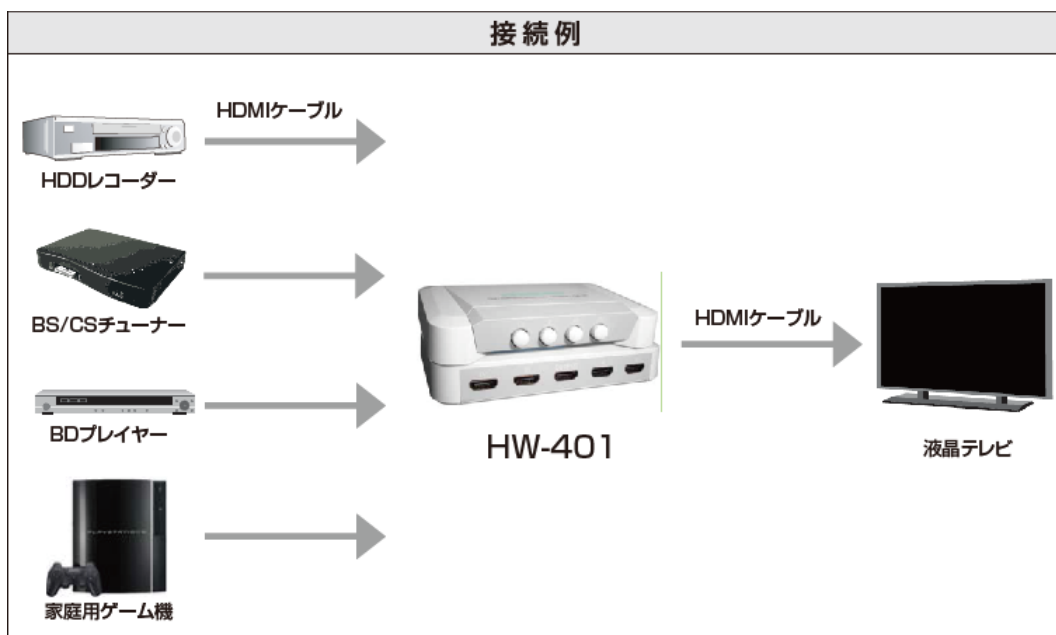 接続例
HDMIケーブル
HDDレコーダー
BS/CSチューナー
BDプレイヤー
PLAYSTATION 3
家庭用ゲーム機
HW-401
HDMIケーブル
液晶テレビ